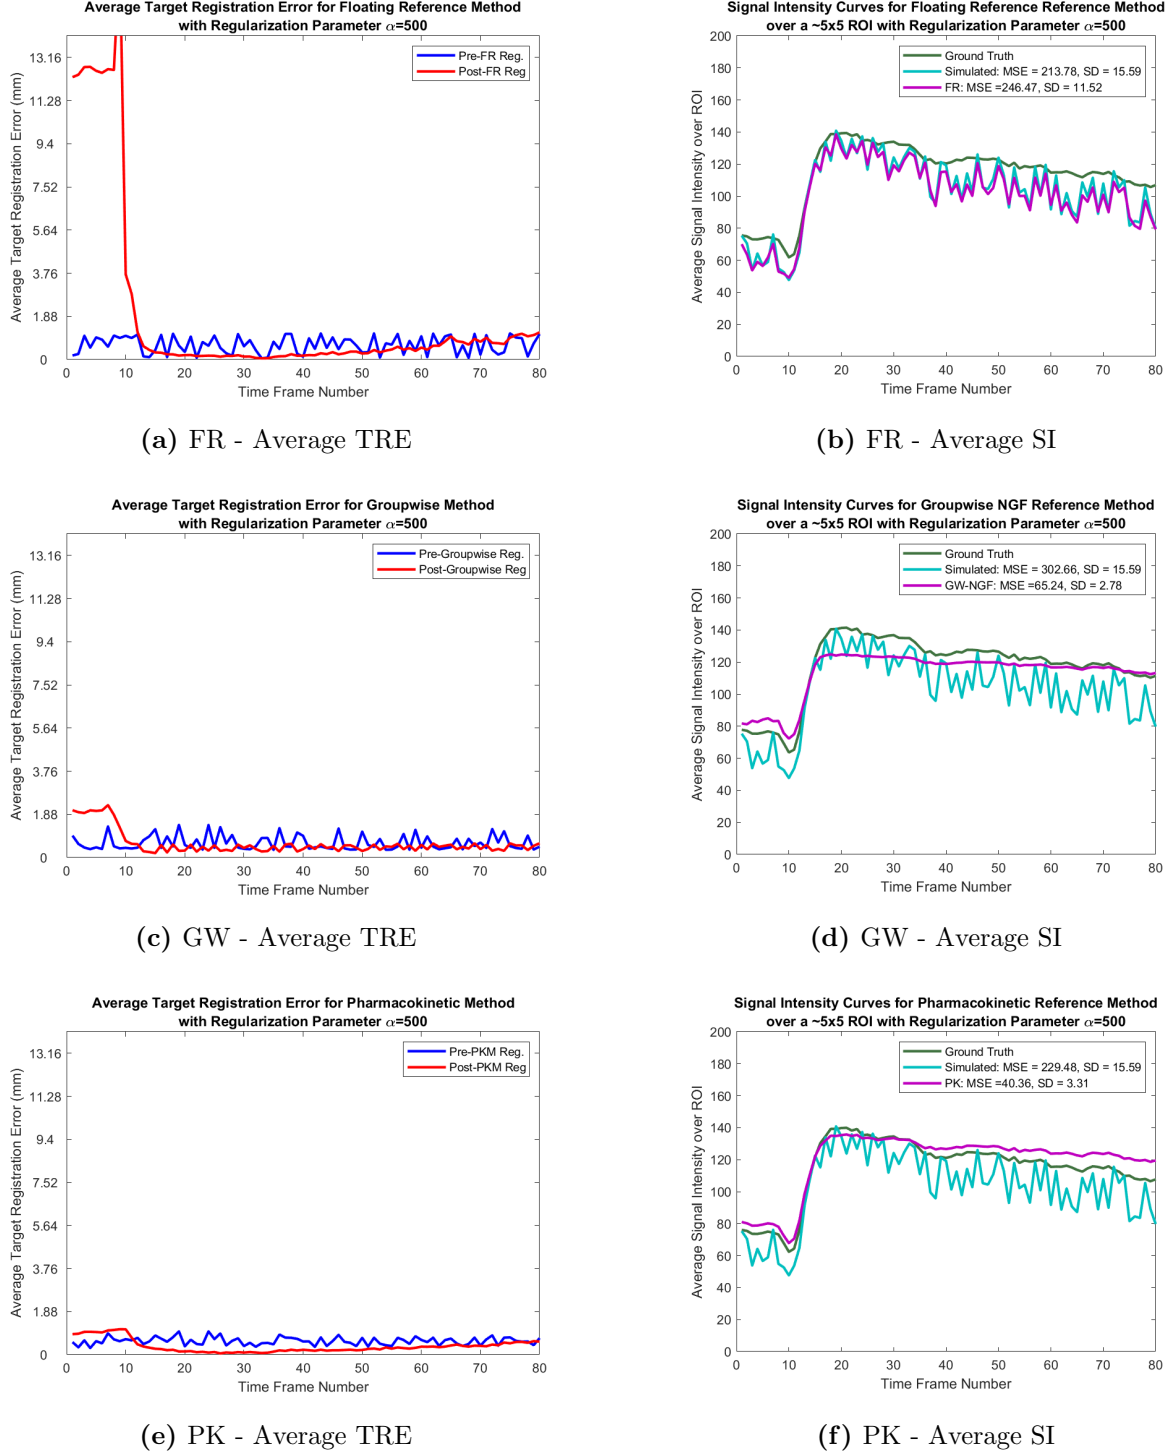 Average Target Registration Error for Floating Reference Method
with Regularization Parameter α=500
Average Target Registration Error (mm)
13.16
11.28
9.4
7.52
5.64
3.76
1.88
0
Pre-FR Reg.
Post-FR Reg
0 10 20 30 40 50 60 70 80
Time Frame Number
(a) FR - Average TRE
Signal Intensity Curves for Floating Reference Reference Method
over a ~5x5 ROI with Regularization Parameter α=500
Average Signal Intensity over ROI
200
180
160
140
120
100
80
60
40
20
0
Ground Truth
Simulated: MSE = 213.78, SD = 15.59
FR: MSE =246.47, SD = 11.52
0 10 20 30 40 50 60 70 80
Time Frame Number
(b) FR - Average SI
Average Target Registration Error for Groupwise Method
with Regularization Parameter α=500
Average Target Registration Error (mm)
13.16
11.28
9.4
7.52
5.64
3.76
1.88
0
Pre-Groupwise Reg.
Post-Groupwise Reg
0 10 20 30 40 50 60 70 80
Time Frame Number
(c) GW - Average TRE
Signal Intensity Curves for Groupwise NGF Reference Method
over a ~5x5 ROI with Regularization Parameter α=500
Average Signal Intensity over ROI
200
180
160
140
120
100
80
60
40
20
0
Ground Truth
Simulated: MSE = 302.66, SD = 15.59
GW-NGF: MSE =65.24, SD = 2.78
0 10 20 30 40 50 60 70 80
Time Frame Number
(d) GW - Average SI
Average Target Registration Error for Pharmacokinetic Method
with Regularization Parameter α=500
Average Target Registration Error (mm)
13.16
11.28
9.4
7.52
5.64
3.76
1.88
0
Pre-PKM Reg.
Post-PKM Reg
0 10 20 30 40 50 60 70 80
Time Frame Number
(e) PK - Average TRE
Signal Intensity Curves for Pharmacokinetic Reference Method
over a ~5x5 ROI with Regularization Parameter α=500
Average Signal Intensity over ROI
200
180
160
140
120
100
80
60
40
20
0
Ground Truth
Simulated: MSE = 229.48, SD = 15.59
PK: MSE =40.36, SD = 3.31
0 10 20 30 40 50 60 70 80
Time Frame Number
(f) PK - Average SI